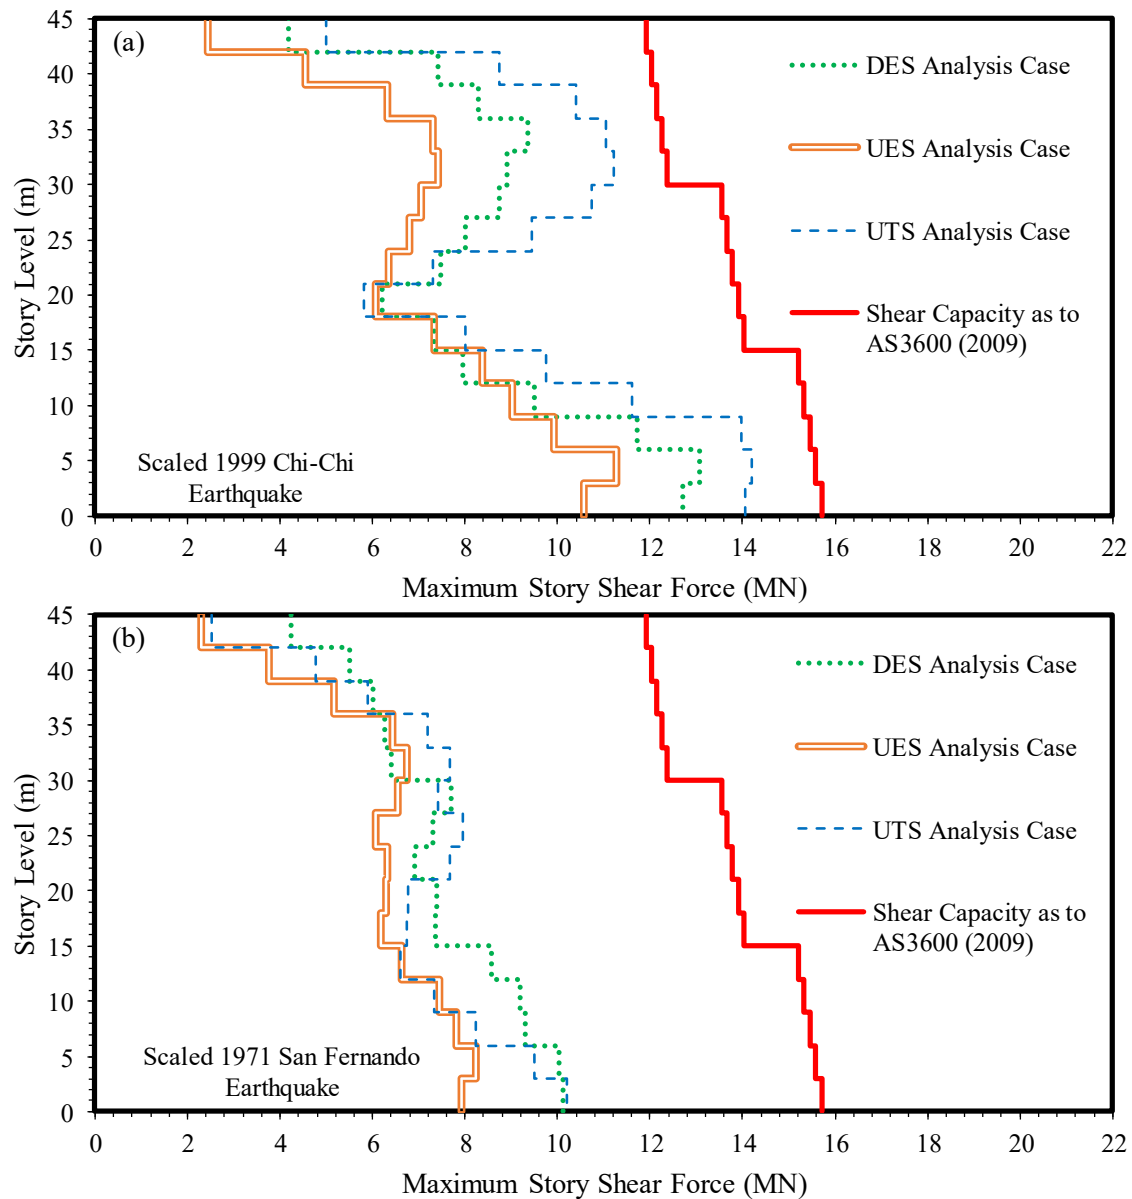 (a)
Story Level (m)
45
40
35
30
25
20
15
10
5
0
DES Analysis Case
UES Analysis Case
UTS Analysis Case
Shear Capacity as to
AS3600 (2009)
Scaled 1999 Chi-Chi
Earthquake
0 2 4 6 8 10 12 14 16 18 20 22
Maximum Story Shear Force (MN)
(b)
Story Level (m)
45
40
35
30
25
20
15
10
5
0
DES Analysis Case
UES Analysis Case
UTS Analysis Case
Shear Capacity as to
AS3600 (2009)
Scaled 1971 San Fernando
Earthquake
0 2 4 6 8 10 12 14 16 18 20 22
Maximum Story Shear Force (MN)